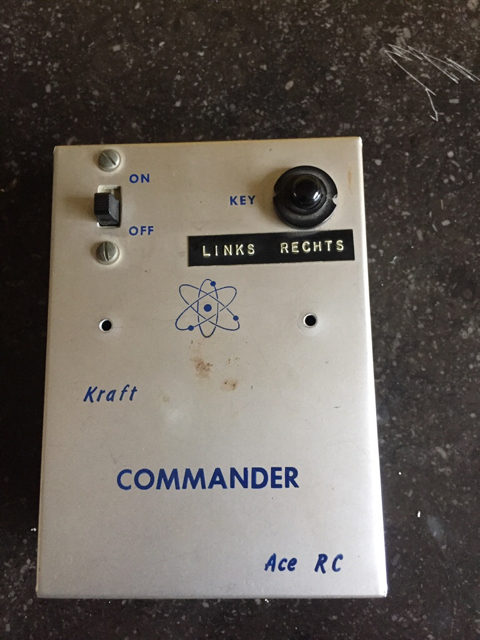 ON
KEY
OFF
LINKS RECHTS
Kraft
COMMANDER
Ace RC